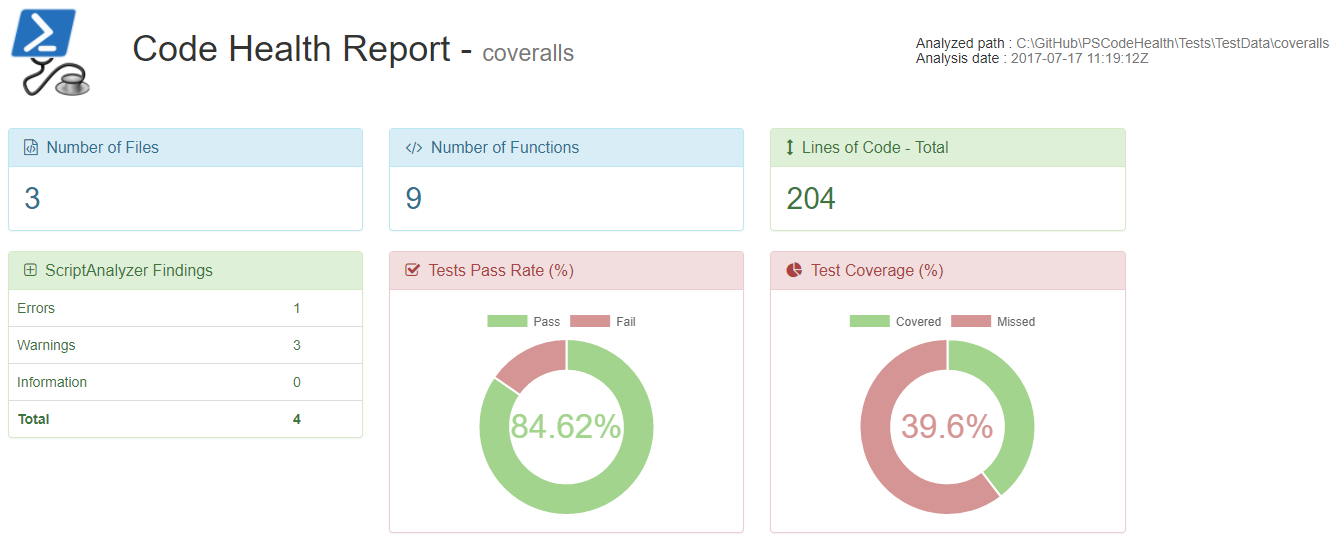 Code Health Report - coveralls
Analyzed path : C:\GitHub\PSCodeHealth\Tests\TestData\coveralls
Analysis date : 2017-07-17 11:19:12Z
Number of Files
3
</> Number of Functions
9
Lines of Code - Total
204
ScriptAnalyzer Findings
Errors 1
Warnings 3
Information 0
Total 4
Tests Pass Rate (%)
Pass Fail
84.62%
Test Coverage (%)
Covered Missed
39.6%